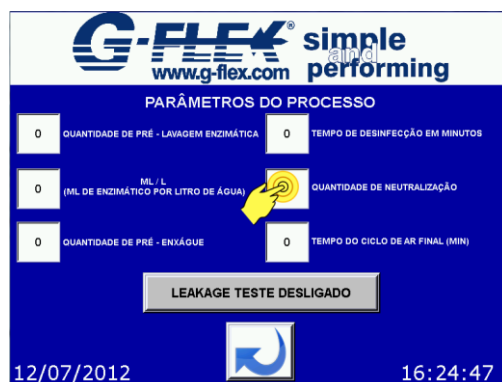 G-FLEX®
www.g-flex.com
simple
and
performing
PARÂMETROS DO PROCESSO
0 QUANTIDADE DE PRÉ - LAVAGEM ENZIMÁTICA
0 TEMPO DE DESINFECÇÃO EM MINUTOS
0 ML / L
(ML DE ENZIMÁTICO POR LITRO DE ÁGUA)
QUANTIDADE DE NEUTRALIZAÇÃO
0 QUANTIDADE DE PRÉ - ENXÁGUE
0 TEMPO DO CICLO DE AR FINAL (MIN)
LEAKAGE TESTE DESLIGADO
12/07/2012
16:24:47